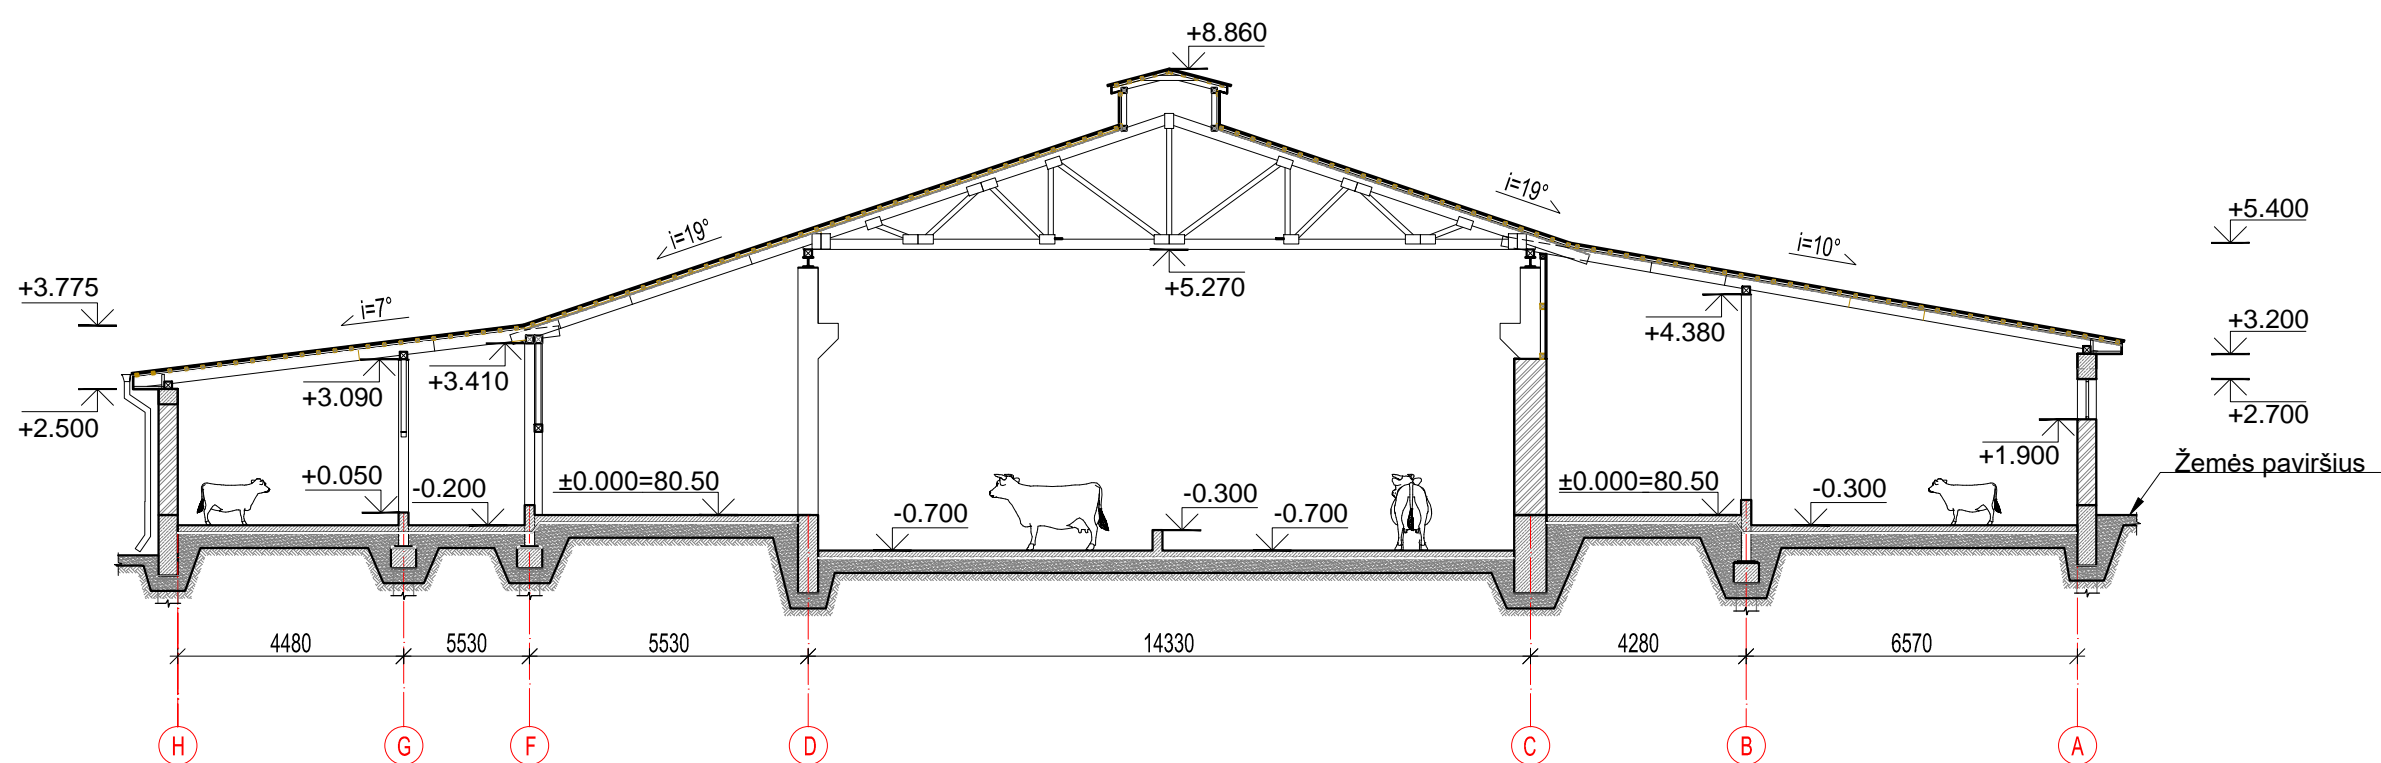 +8.860
i=19°
+5.400
i=19°
i=10°
+3.775
+5.270
i=7°
+4.380
+3.200
+3.090
+3.410
+2.500
+2.700
+1.900
Žemės paviršius
+0.050
-0.200
±0.000=80.50
-0.300
±0.000=80.50
-0.300
-0.700
-0.700
4480
5530
5530
14330
4280
6570
H
G
F
D
C
B
A